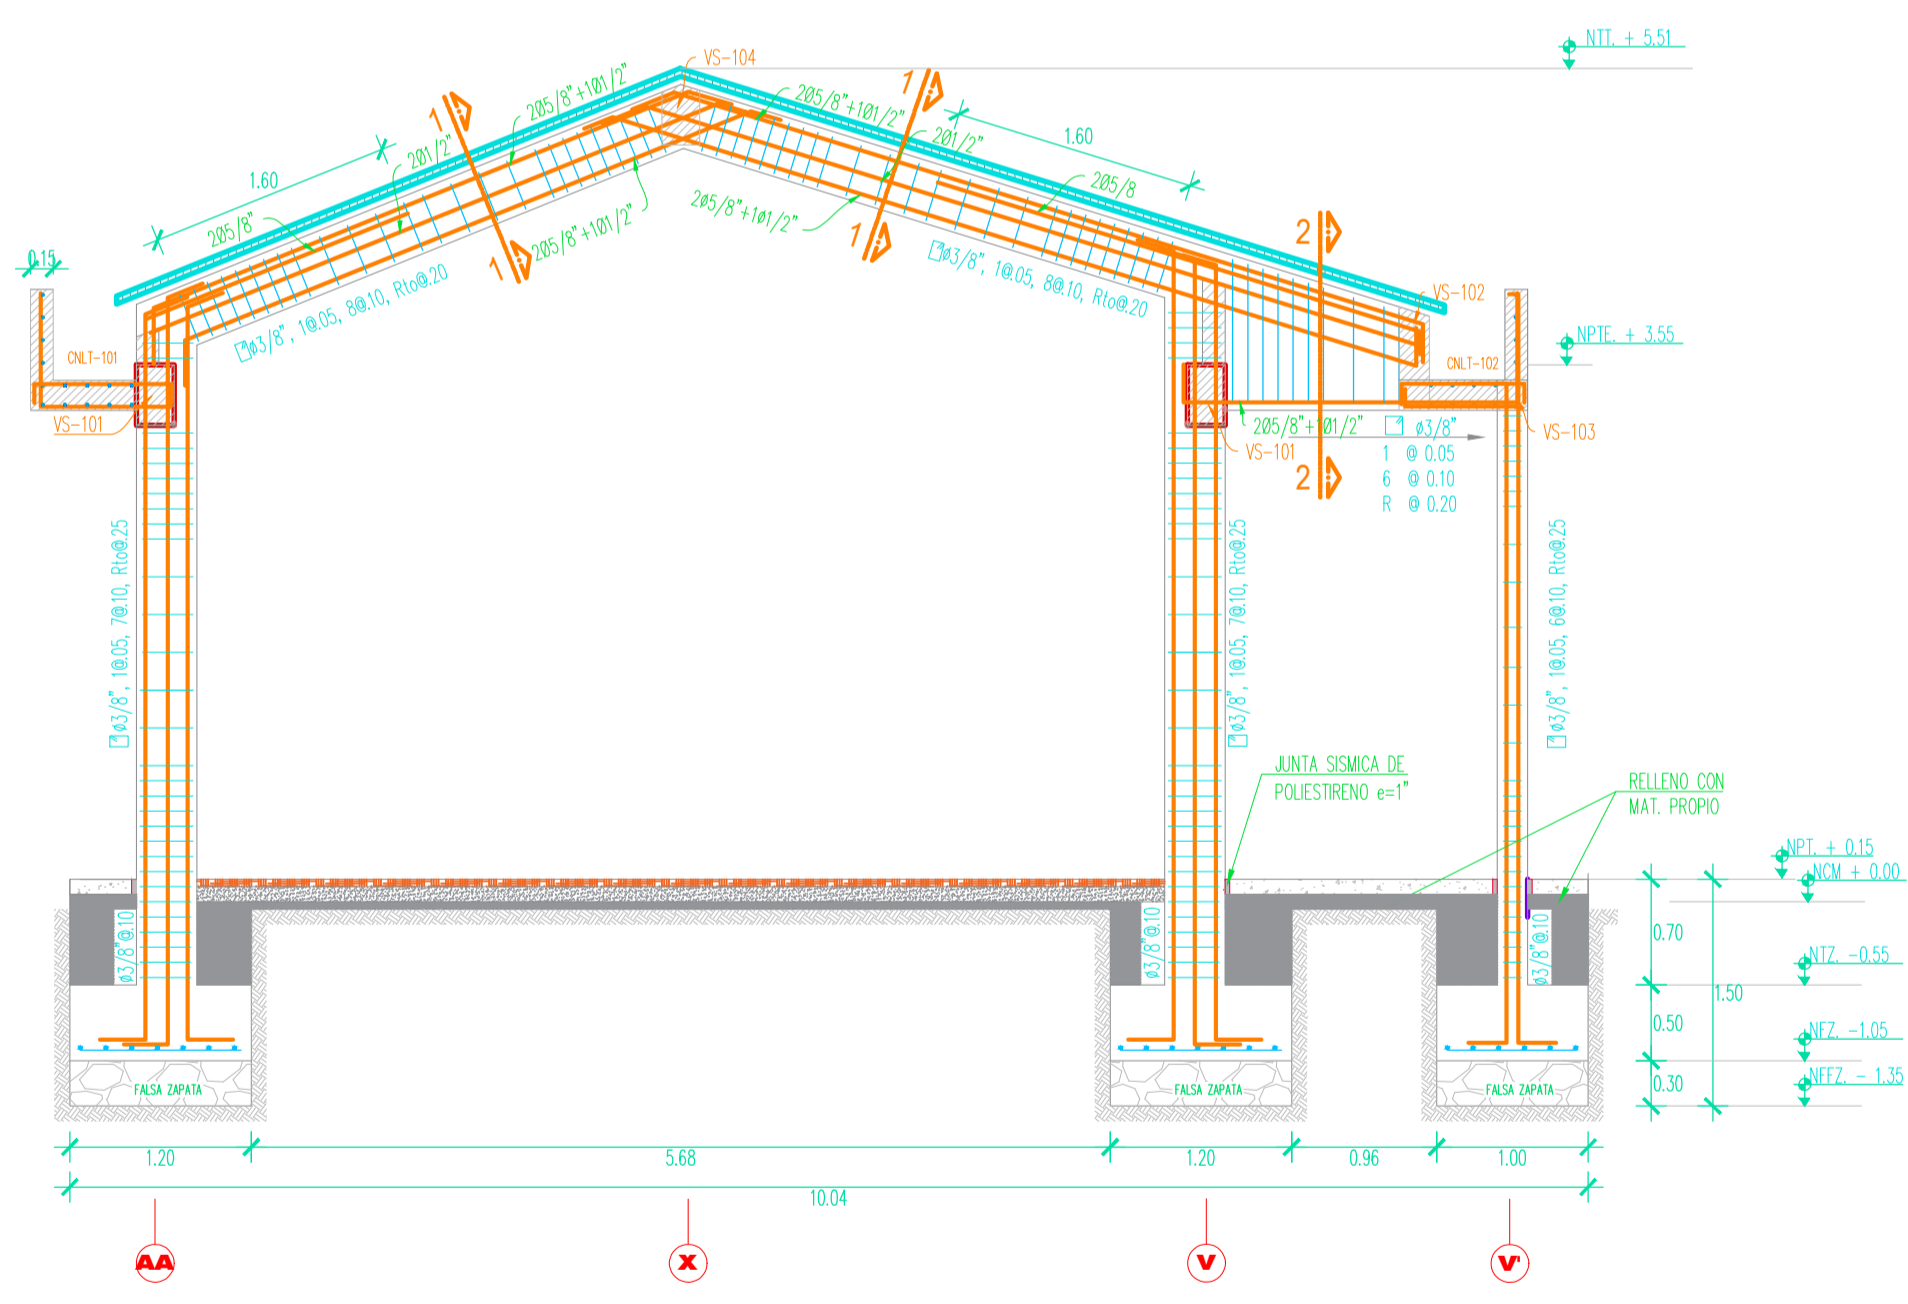 NTT. + 5.51
VS-104
1
2Ø5/8"+1Ø1/2"
2Ø1/2"
1.60
2Ø5/8"
1
2Ø5/8"+1Ø1/2"
ø3/8", 1@.05, 8@.10, Rto@.20
1
2Ø5/8"+1Ø1/2"
2Ø1/2"
1.60
2Ø5/8
2ø5/8"+1ø1/2"
1
ø3/8", 1@.05, 8@.10, Rto@.20
2
0.15
CNLT-101
VS-101
VS-102
NPTE. + 3.55
CNLT-102
VS-103
2Ø5/8"+1Ø1/2"
VS-101
2
ø3/8"
1 @ 0.05
6 @ 0.10
R @ 0.20
ø3/8", 1@.05, 7@.10, Rto@.25
ø3/8", 1@.05, 7@.10, Rto@.25
ø3/8", 1@.05, 6@.10, Rto@.25
JUNTA SISMICA DE
POLIESTIRENO e=1"
RELLENO CON
MAT. PROPIO
NPT. + 0.15
NCM + 0.00
ø3/8"@.10
ø3/8"@.10
ø3/8"@.10
0.70
NTZ. -0.55
1.50
0.50
NFZ. -1.05
0.30
NFFZ. - 1.35
FALSA ZAPATA
FALSA ZAPATA
FALSA ZAPATA
1.20
5.68
1.20
0.96
1.00
10.04
AA
X
V
V'